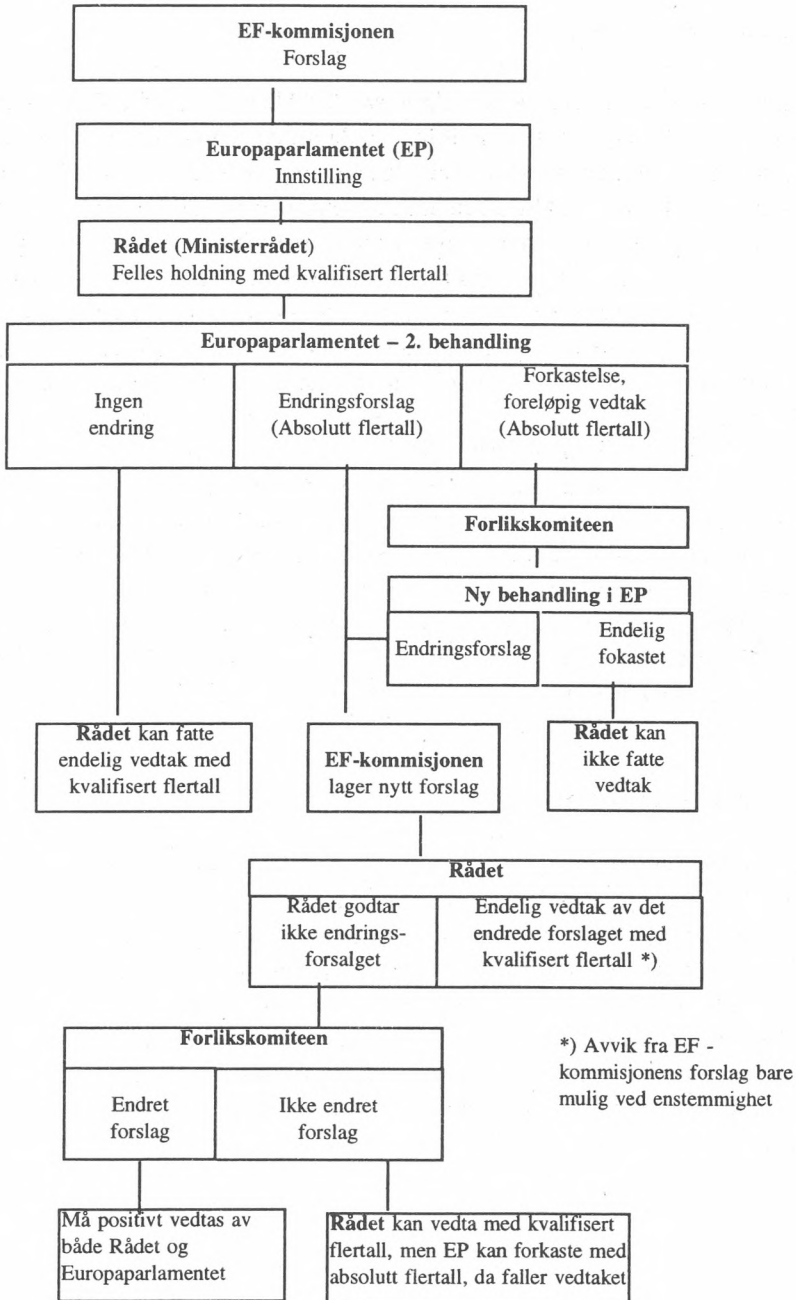 EF-kommisjonen
Forslag
Europaparlamentet (EP)
Innstilling
Rådet (Ministerrådet)
Felles holdning med kvalifisert flertall
Europaparlamentet – 2. behandling
Ingen
endring
Endringsforslag
(Absolutt flertall)
Forkastelse,
foreløpig vedtak
(Absolutt flertall)
Forlikskomiteen
Ny behandling i EP
Endringsforslag
Endelig
fokastet
Rådet kan fatte
endelig vedtak med
kvalifisert flertall
EF-kommisjonen
lager nytt forslag
Rådet kan
ikke fatte
vedtak
Rådet
Rådet godtar
ikke endrings-
forsalget
Endelig vedtak av det
endrede forslaget med
kvalifisert flertall *)
Forlikskomiteen
Endret
forslag
Ikke endret
forslag
*) Avvik fra EF -
kommisjonens forslag bare
mulig ved enstemmighet
Må positivt vedtas av
både Rådet og
Europaparlamentet
Rådet kan vedta med kvalifisert
flertall, men EP kan forkaste med
absolutt flertall, da faller vedtaket